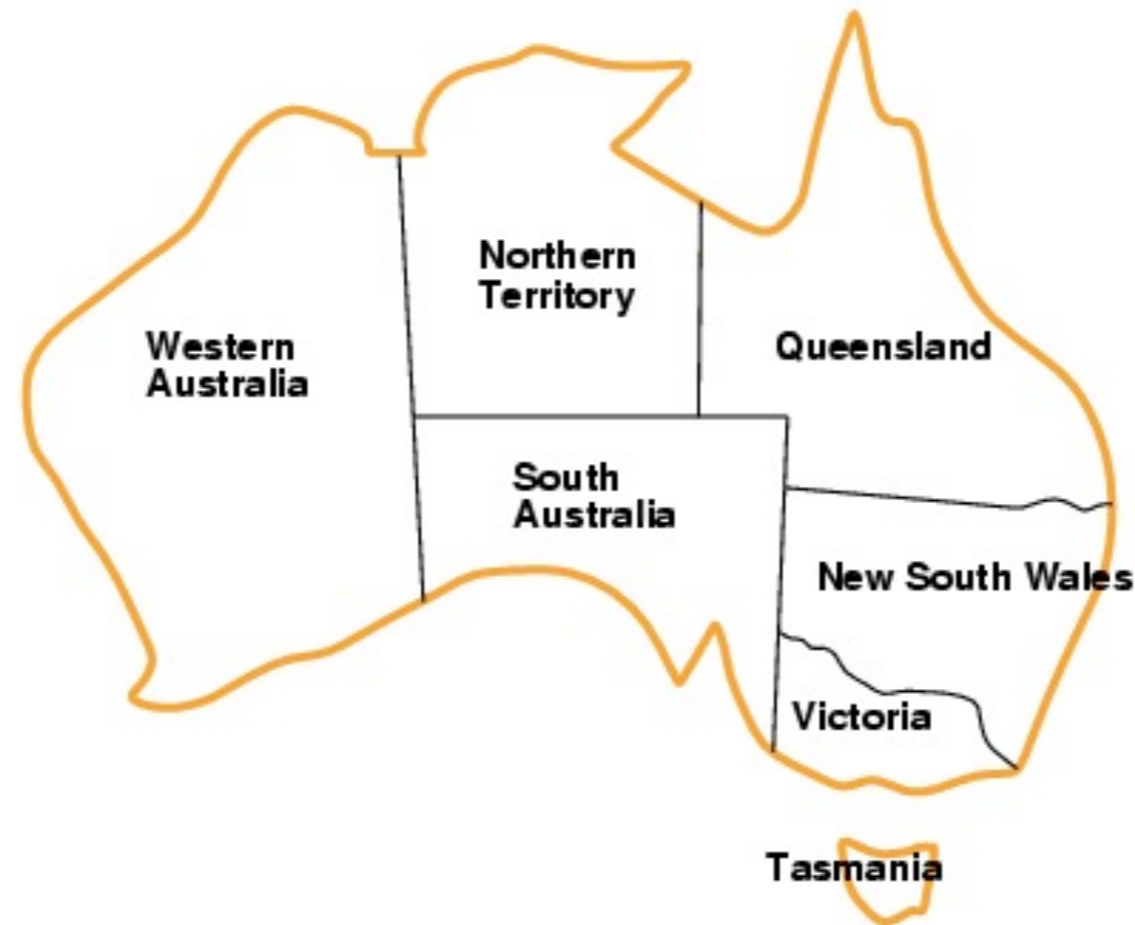 Northern
Territory
Western
Australia
Queensland
South
Australia
New South Wales
Victoria
Tasmania